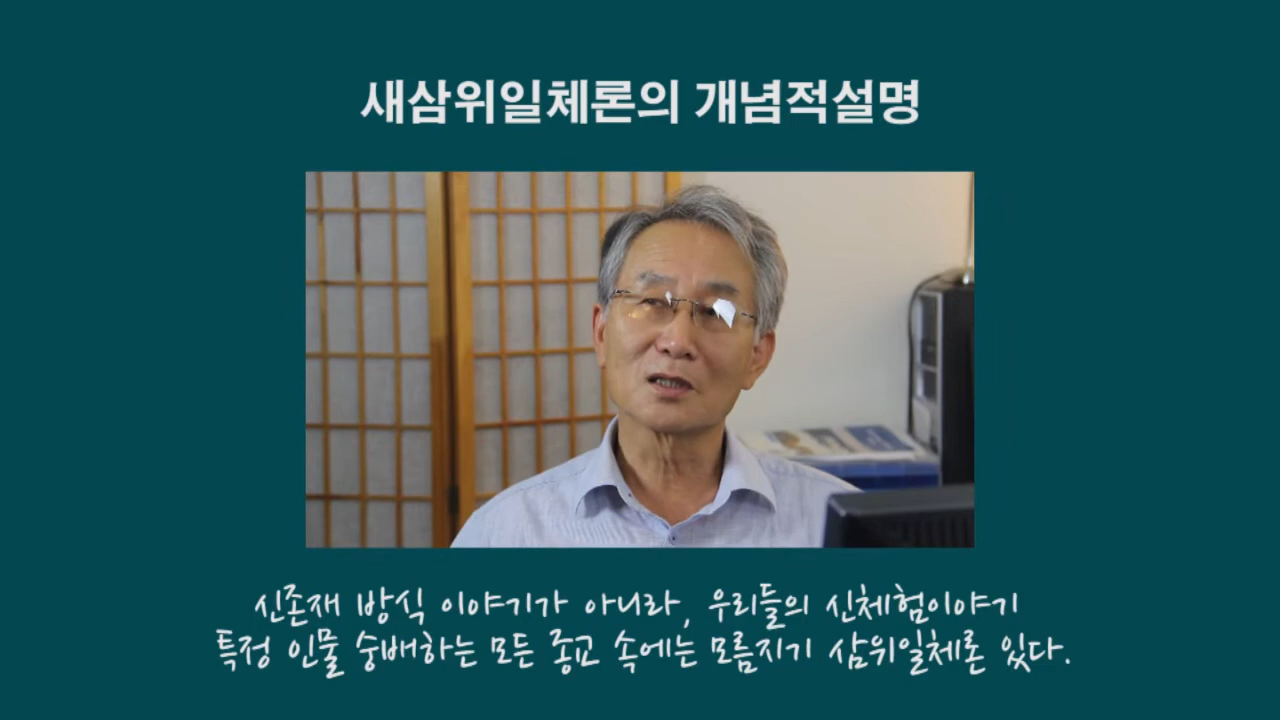 새삼위일체론의 개념적설명
신존재 방식 이야기가 아니라, 우리들의 신체험이야기
특정 인물 숭배하는 모든 종교 속에는 모름지기 삼위일체론 있다.